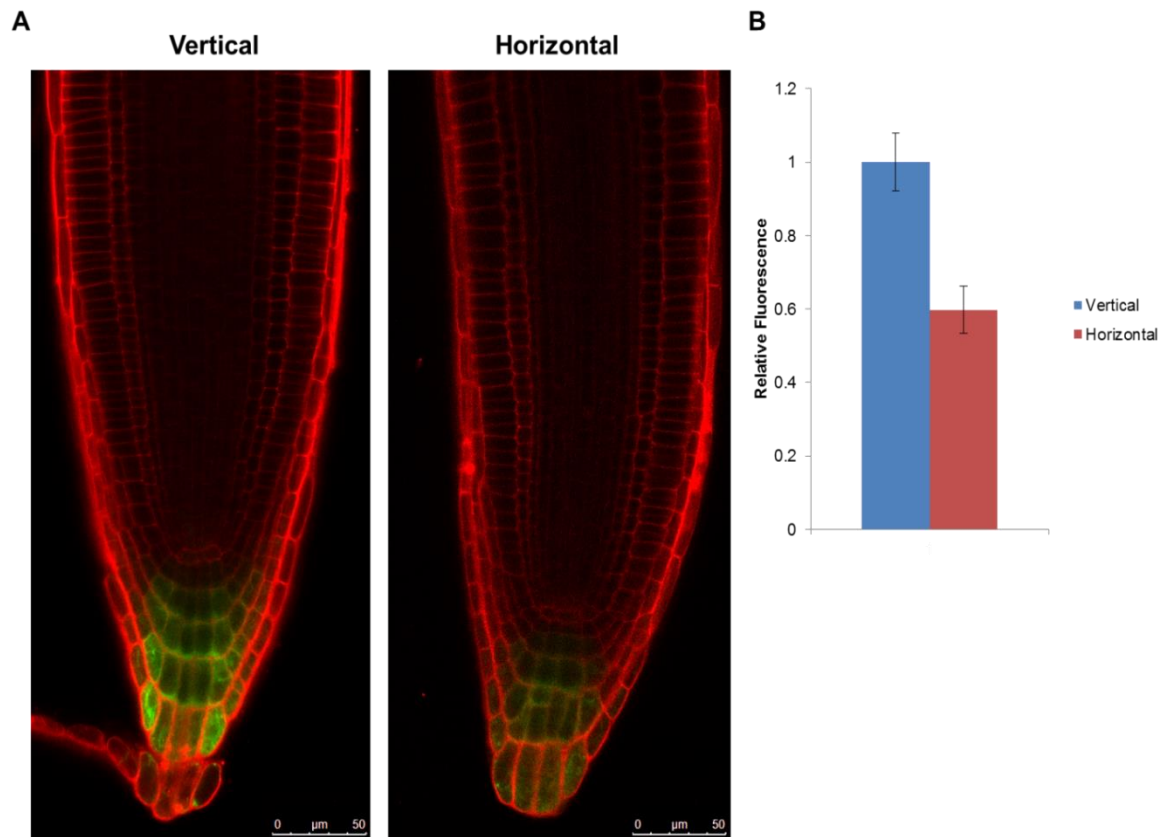 A
Vertical
Horizontal
0 µm 50
0 µm 50
B
1.2
1
0.8
0.6
0.4
0.2
0
Relative Fluorescence
Vertical
Horizontal